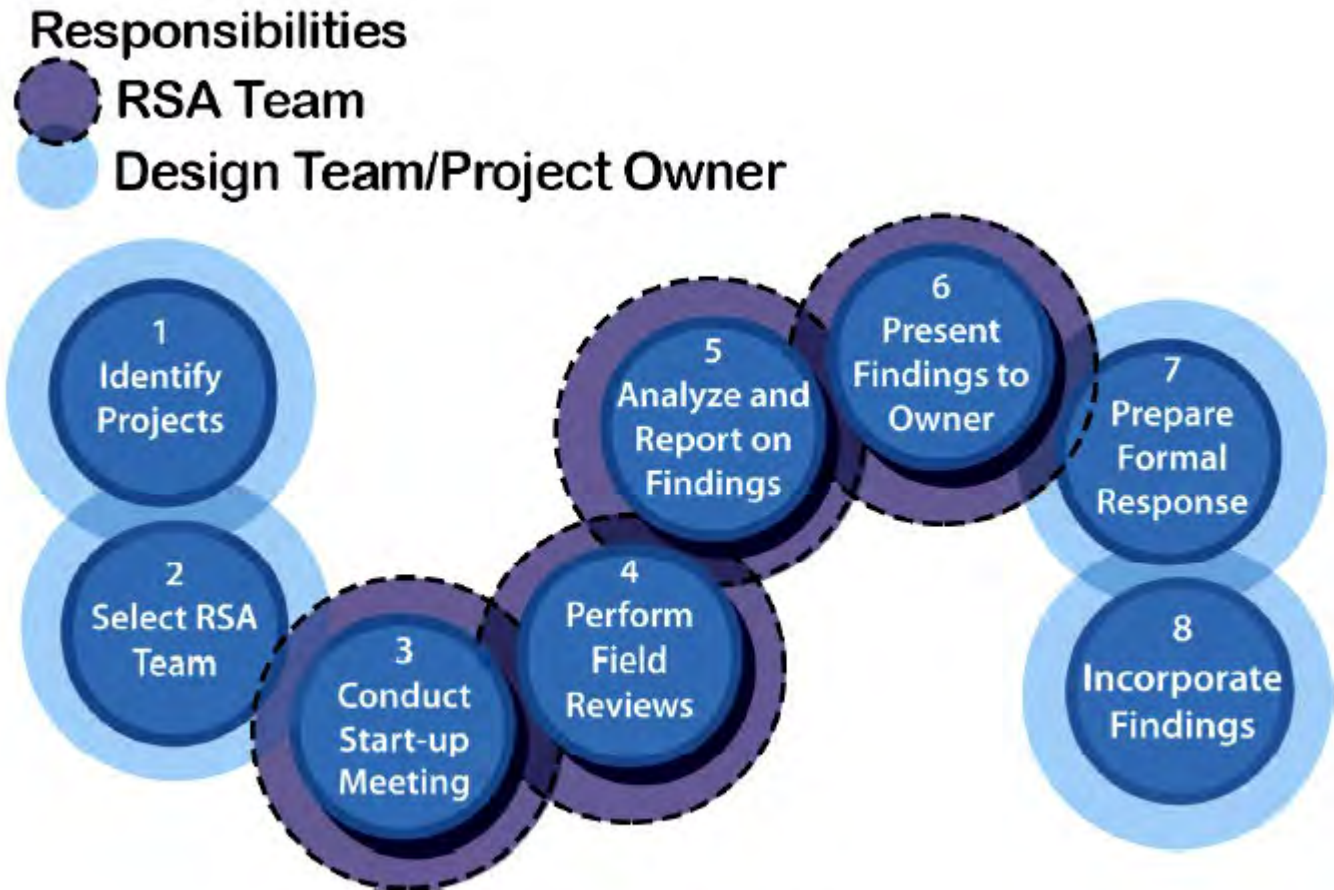 Responsibilities
RSA Team
Design Team/Project Owner
1
Identify
Projects
2
Select RSA
Team
3
Conduct
Start-up
Meeting
4
Perform
Field
Reviews
5
Analyze and
Report on
Findings
6
Present
Findings to
Owner
7
Prepare
Formal
Response
8
Incorporate
Findings